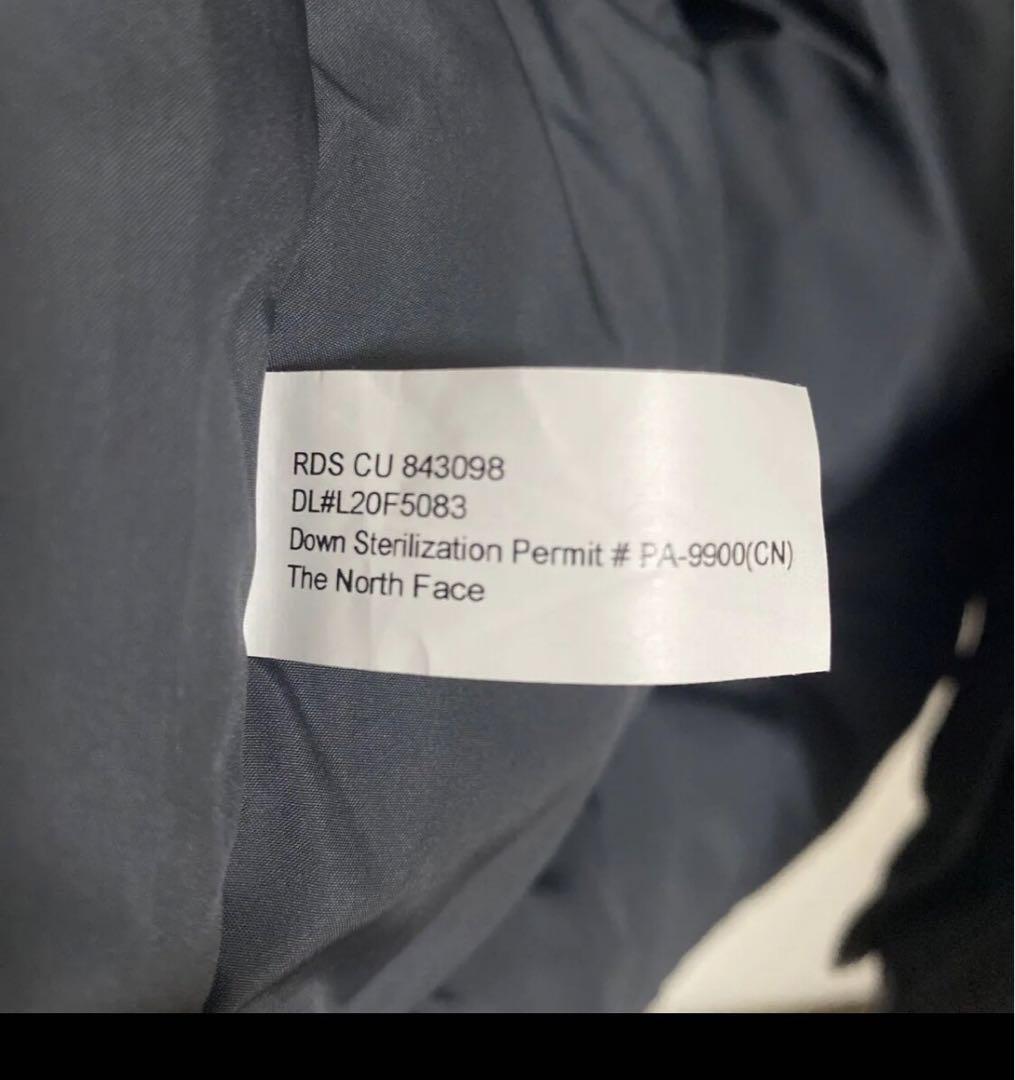 RDS CU 843098
DL#L20F5083
Down Sterilization Permit # PA-9900(CN)
The North Face